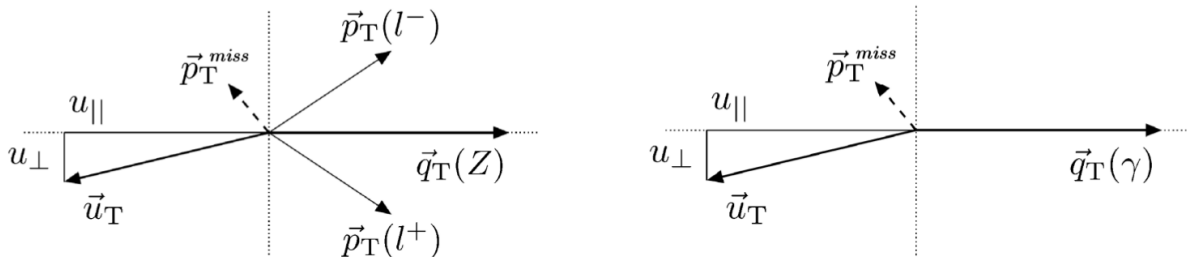 p⃗_T(l⁻)
p⃗_T^miss
u_||
u_⊥
q⃗_T(Z)
u⃗_T
p⃗_T(l⁺)
p⃗_T^miss
u_||
u_⊥
q⃗_T(γ)
u⃗_T